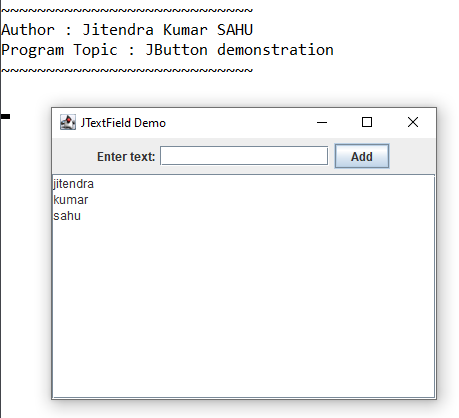 ~~~~~~~~~~~~~~~~~~~~~~~~~~~~
Author : Jitendra Kumar SAHU
Program Topic : JButton demonstration
~~~~~~~~~~~~~~~~~~~~~~~~~~~~
JTextField Demo
Enter text: Add
jitendra
kumar
sahu